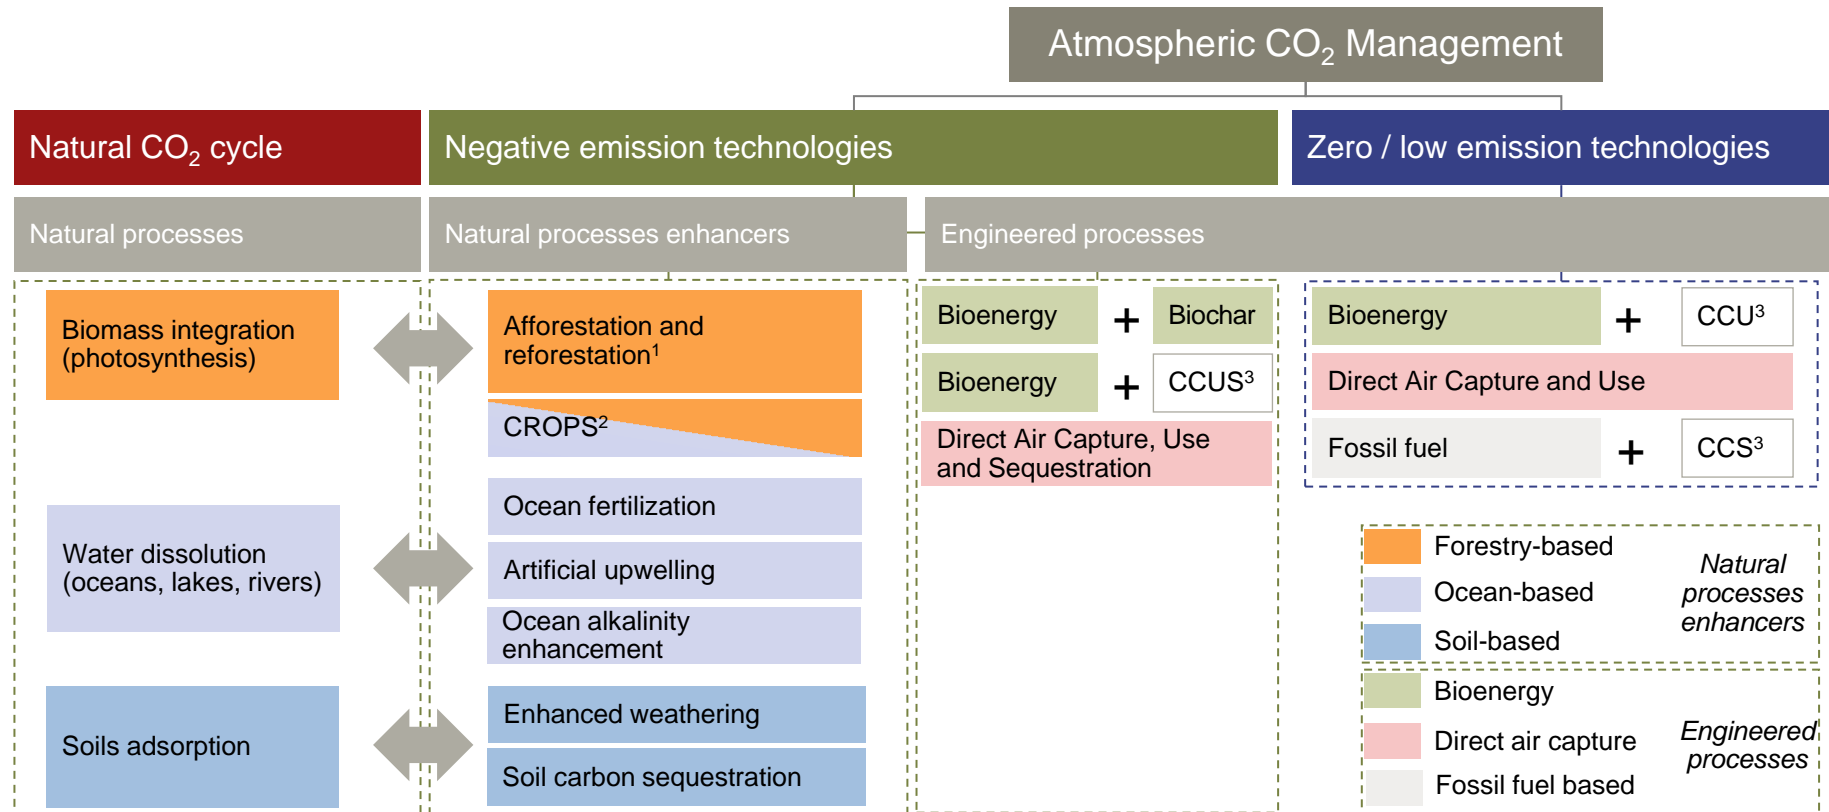 Atmospheric CO₂ Management
Natural CO₂ cycle
Negative emission technologies
Zero / low emission technologies
Natural processes
Natural processes enhancers
Engineered processes
Biomass integration
(photosynthesis)
Water dissolution
(oceans, lakes, rivers)
Soils adsorption
Afforestation and
reforestation¹
CROPS²
Ocean fertilization
Artificial upwelling
Ocean alkalinity
enhancement
Enhanced weathering
Soil carbon sequestration
Bioenergy + Biochar
Bioenergy + CCUS³
Direct Air Capture, Use
and Sequestration
Bioenergy + CCU³
Direct Air Capture and Use
Fossil fuel + CCS³
Forestry-based
Ocean-based
Soil-based
Natural
processes
enhancers
Bioenergy
Direct air capture
Fossil fuel based
Engineered
processes